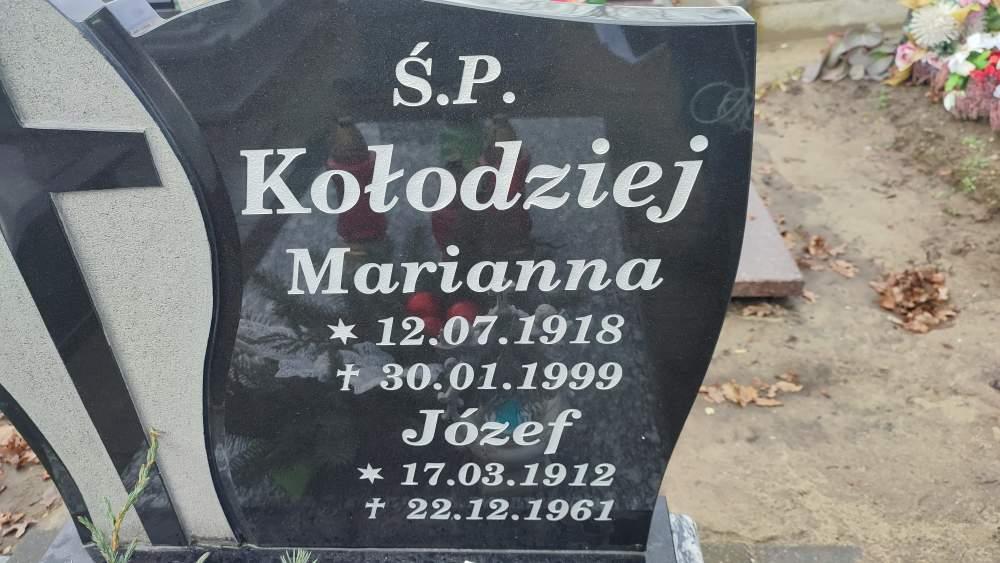 Ś.P.
Kołodziej
Marianna
✶ 12.07.1918
✝ 30.01.1999
Józef
✶ 17.03.1912
✝ 22.12.1961